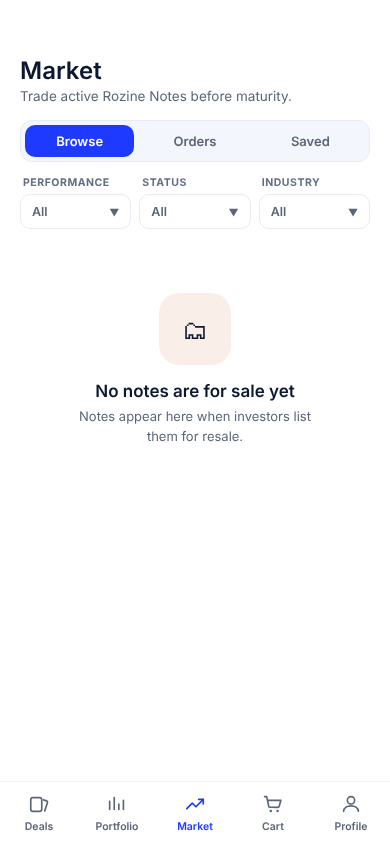 Market
Trade active Rozine Notes before maturity.
Browse Orders Saved
PERFORMANCE STATUS INDUSTRY
All ▼ All ▼ All ▼
No notes are for sale yet
Notes appear here when investors list
them for resale.
Deals Portfolio Market Cart Profile